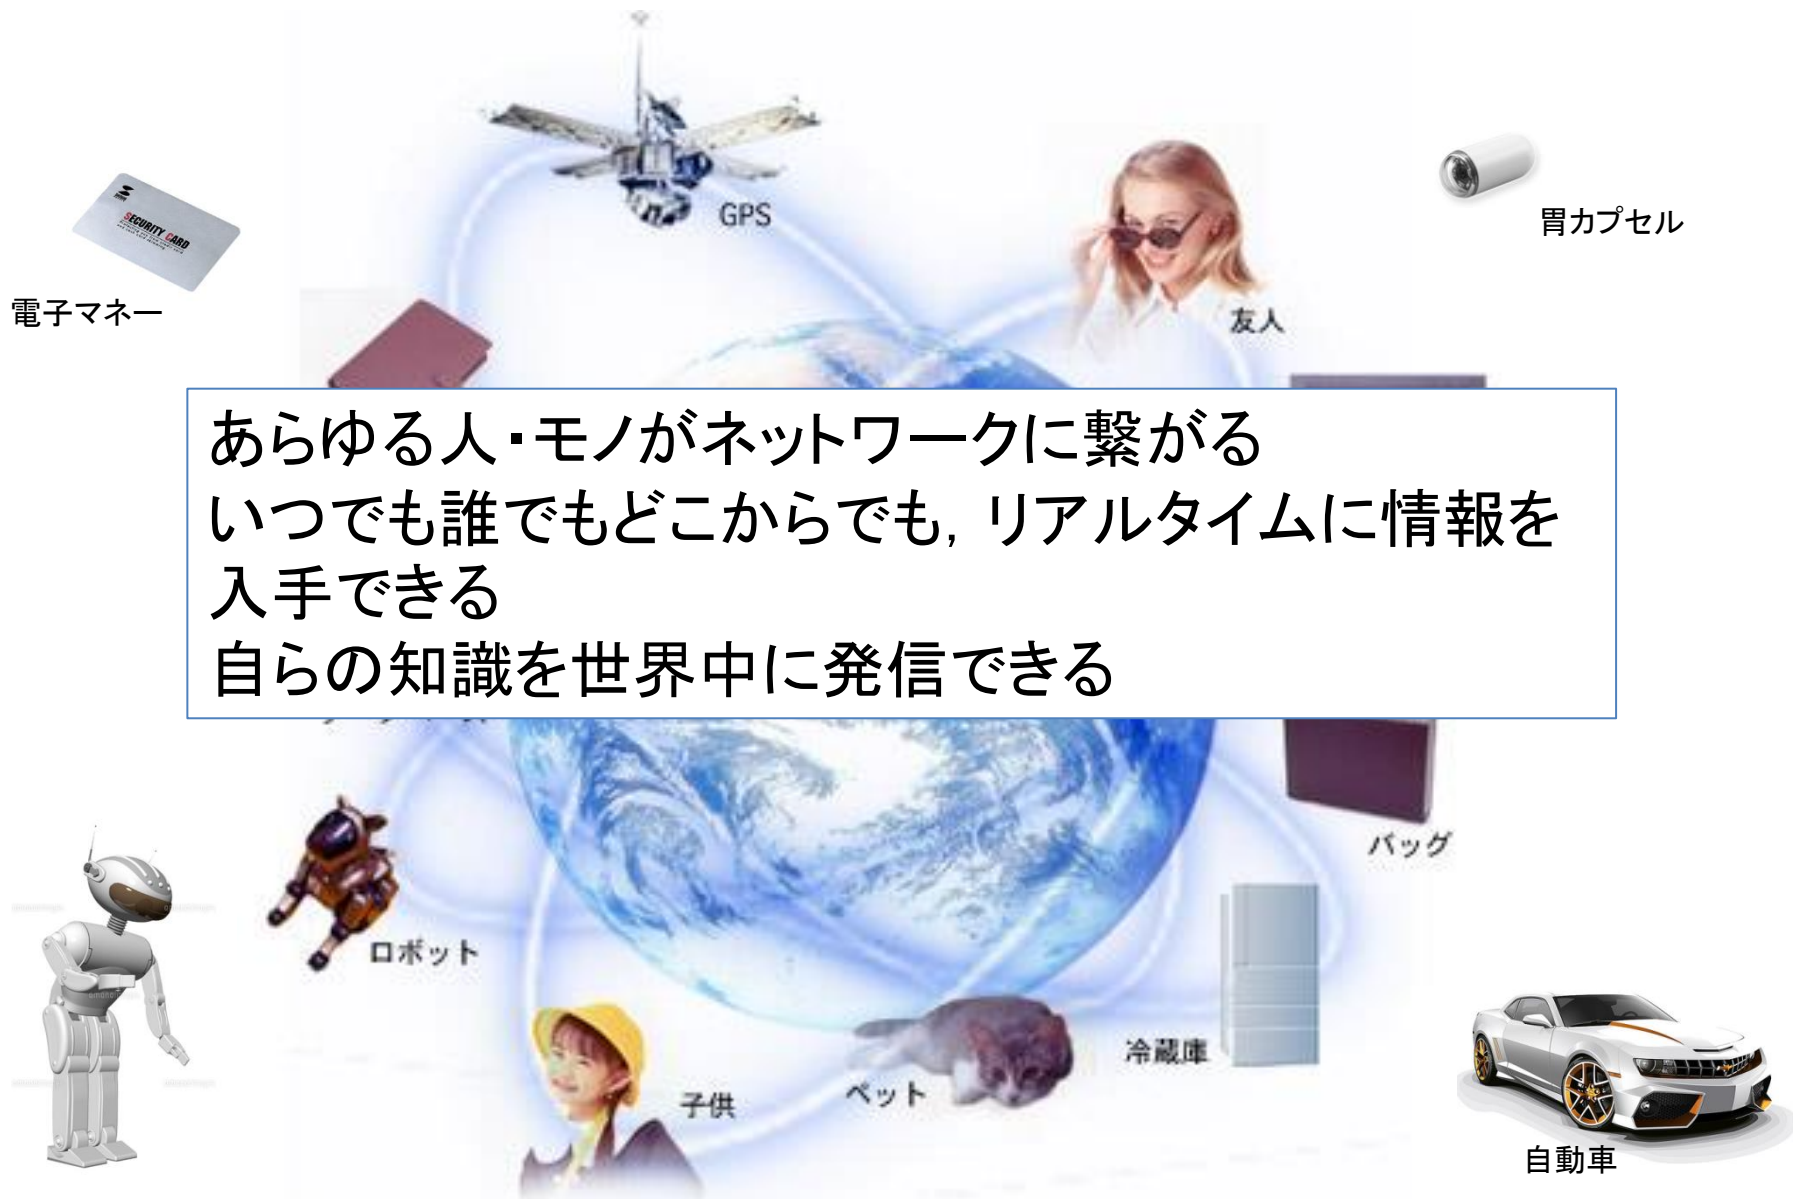 GPS
SECURITY CARD
胃カプセル
電子マネー
友人
あらゆる人・モノがネットワークに繋がる
いつでも誰でもどこからでも，リアルタイムに情報を
入手できる
自らの知識を世界中に発信できる
バッグ
ロボット
冷蔵庫
ペット
子供
自動車